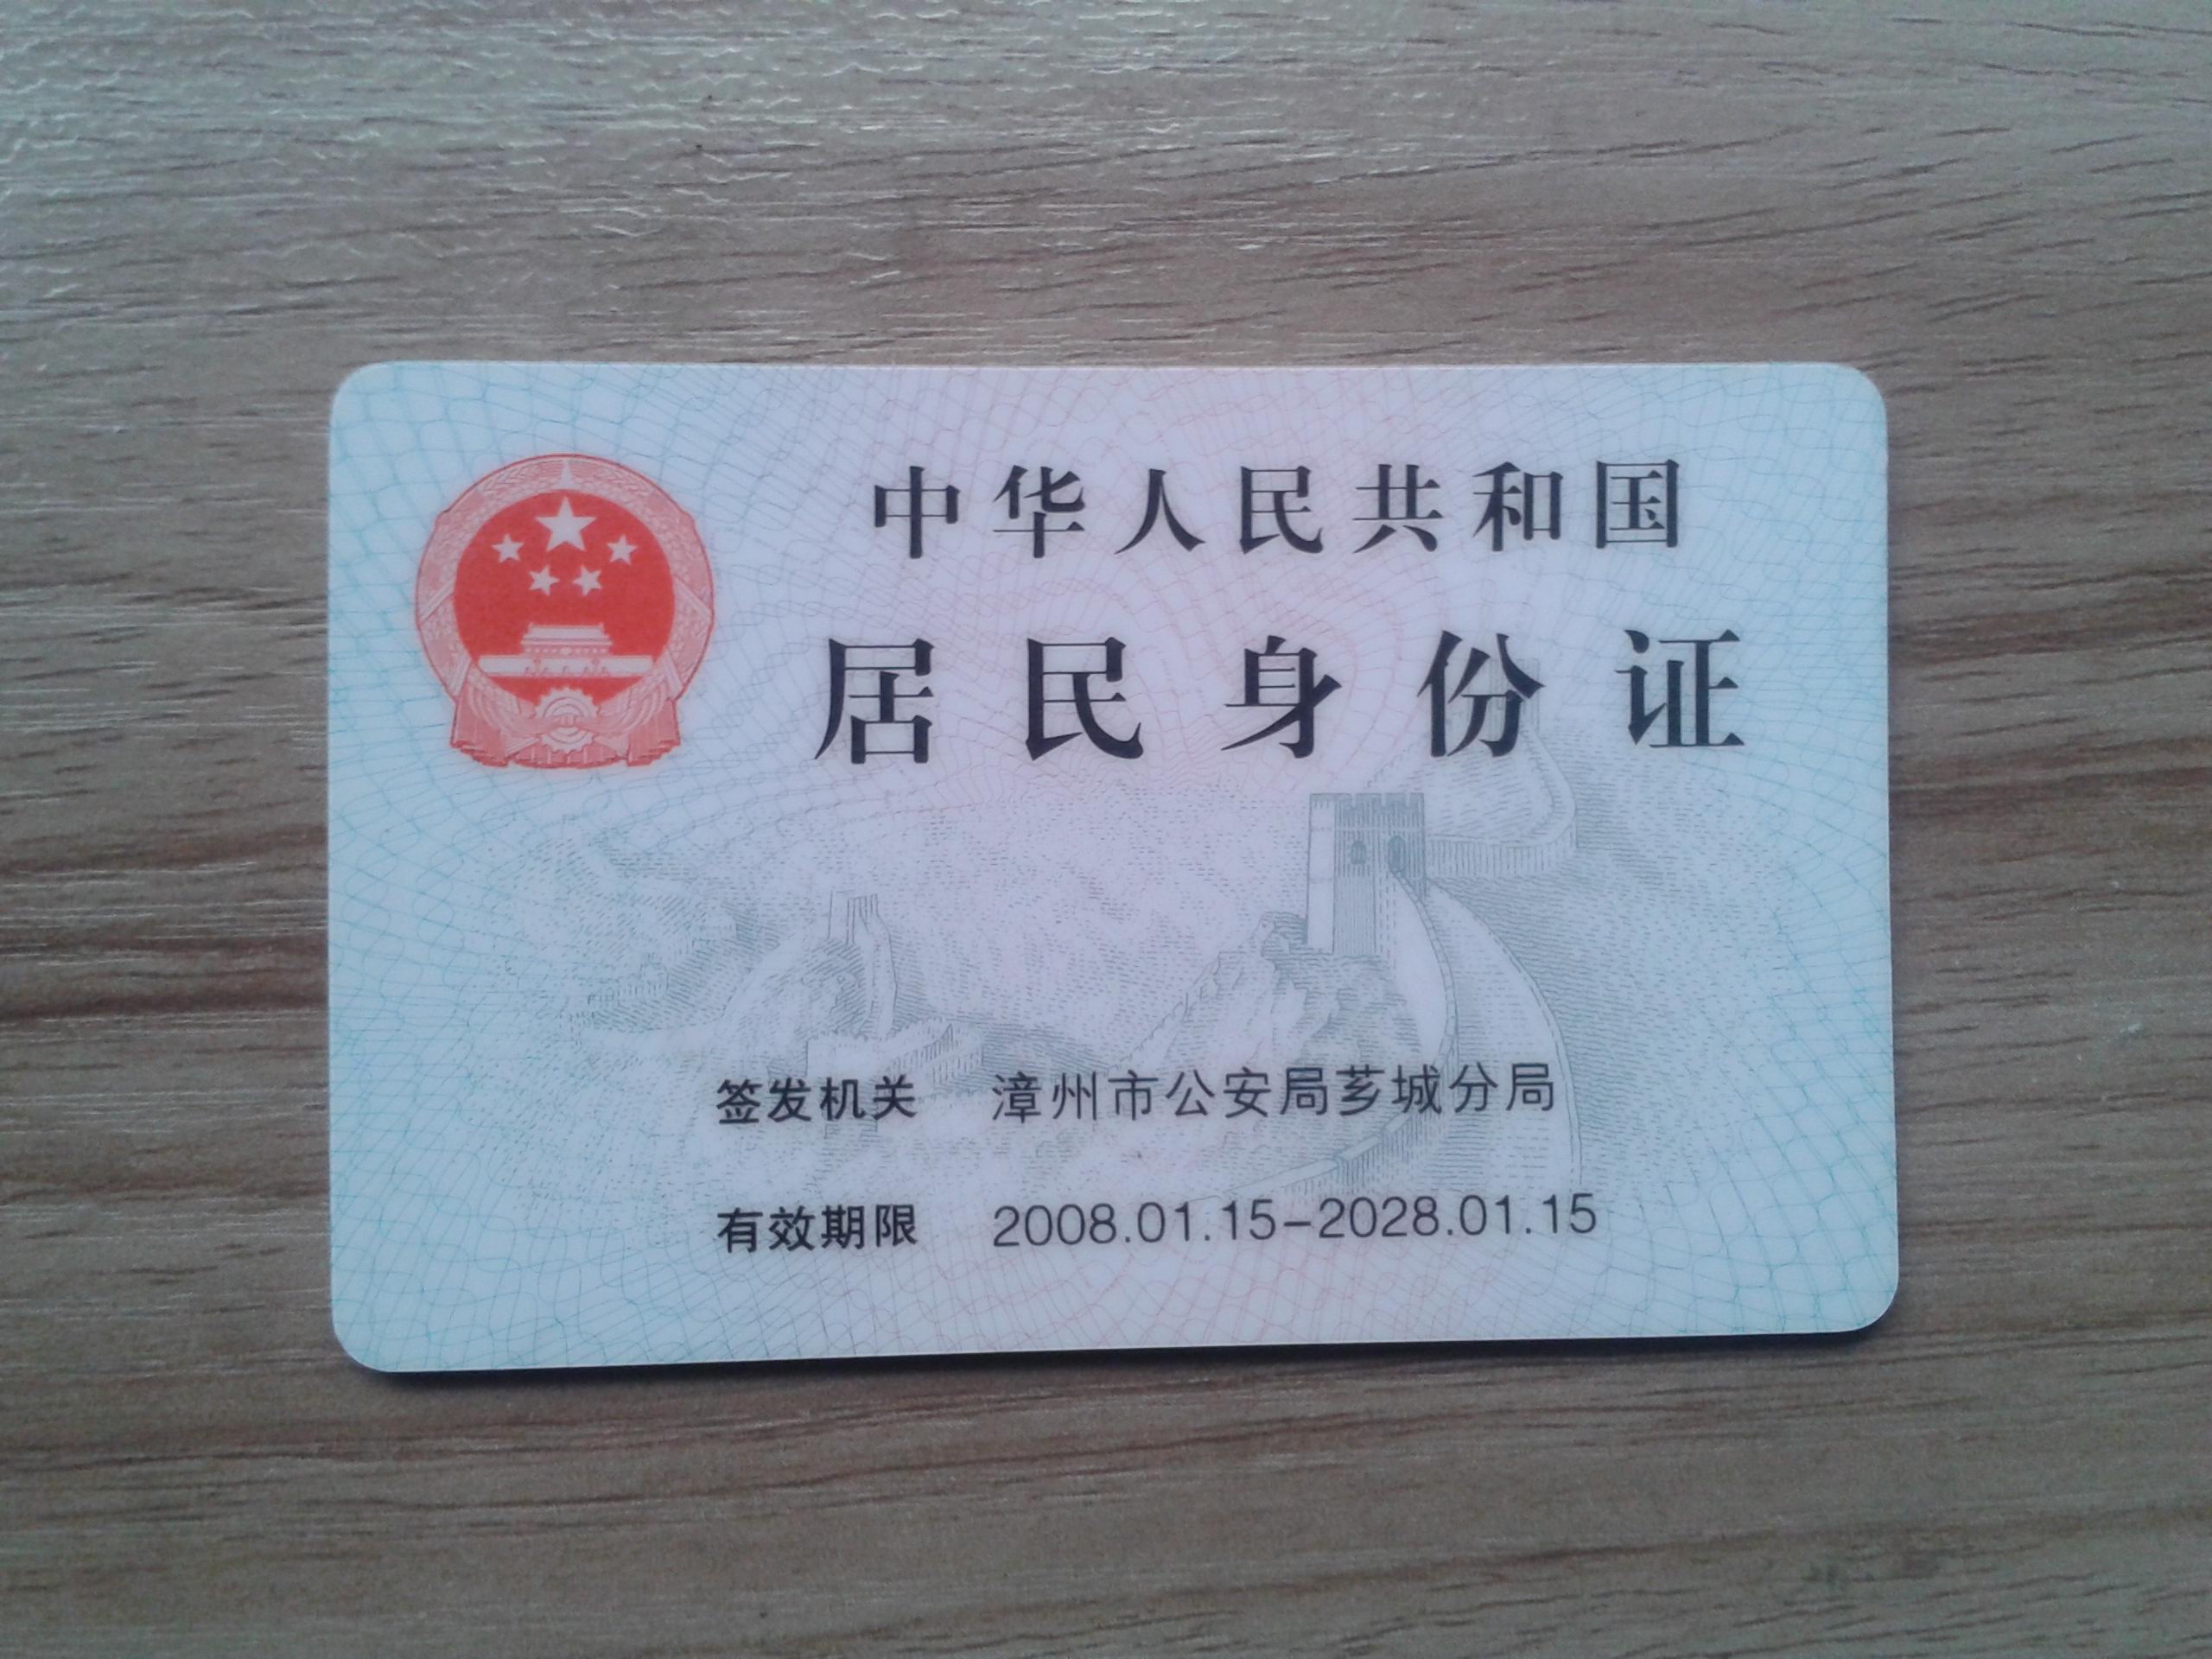 中华人民共和国
居民身份证
签发机关 漳州市公安局芗城分局
有效期限 2008.01.15-2028.01.15